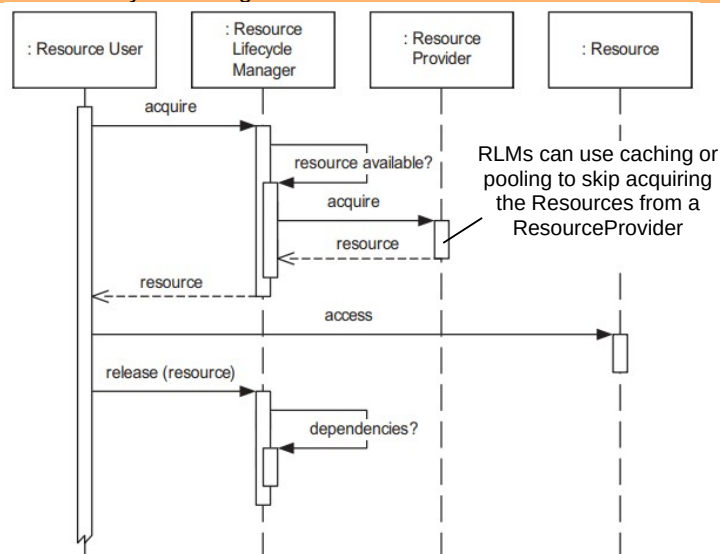 : Resource User
: Resource
Lifecycle
Manager
: Resource
Provider
: Resource
acquire
resource available?
RLMs can use caching or
pooling to skip acquiring
the Resources from a
ResourceProvider
acquire
resource
resource
access
release (resource)
dependencies?